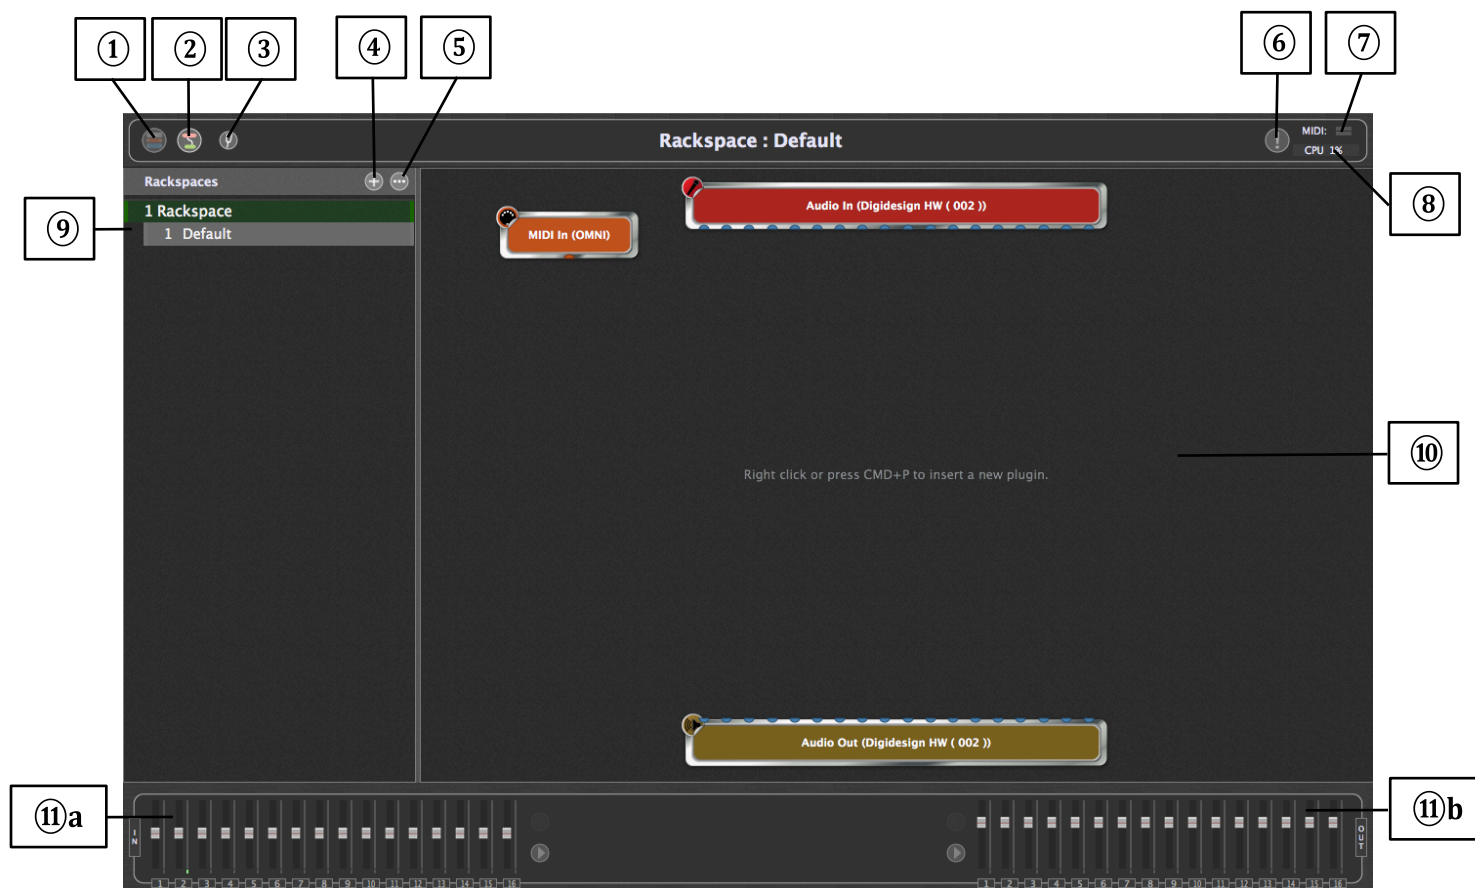 ① ② ③ ④ ⑤ ⑥ ⑦
Rackspace : Default
MIDI:
CPU 1%
Rackspaces
⑧
1 Rackspace
1 Default
⑨
MIDI In (OMNI)
Audio In (Digidesign HW ( 002 ))
⑩
Right click or press CMD+P to insert a new plugin.
Audio Out (Digidesign HW ( 002 ))
⑪a
⑪b
IN
OUT
1 2 3 4 5 6 7 8 9 10 11 12 13 14 15 16
1 2 3 4 5 6 7 8 9 10 11 12 13 14 15 16